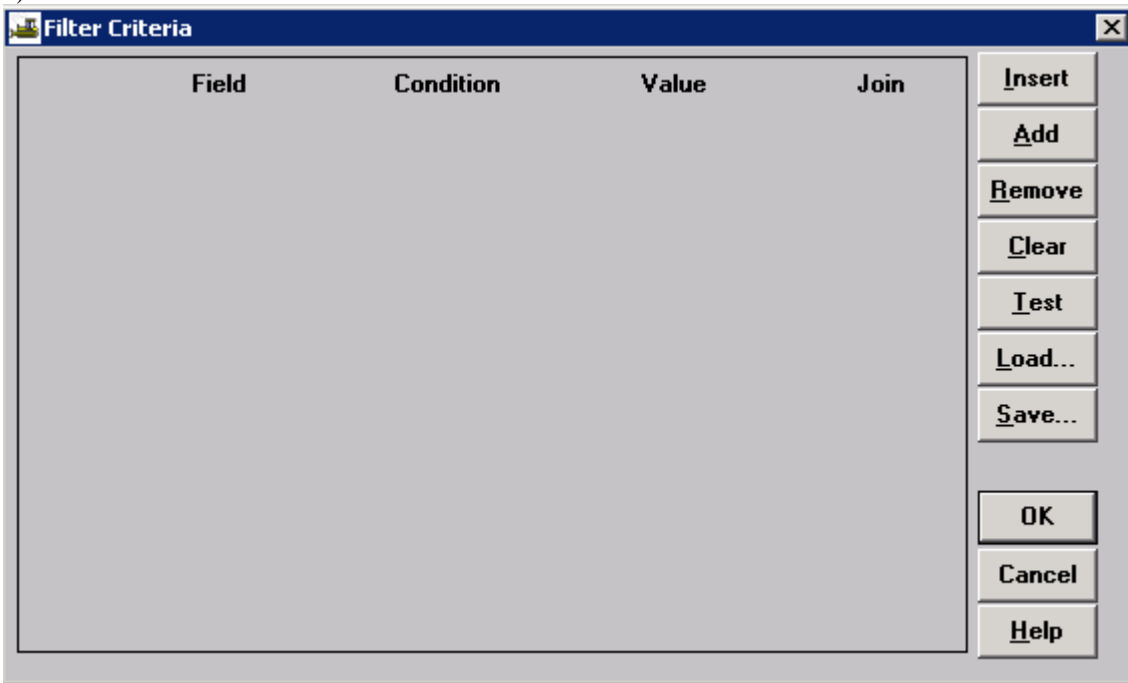 Filter Criteria
Field Condition Value Join
Insert
Add
Remove
Clear
Test
Load...
Save...
OK
Cancel
Help